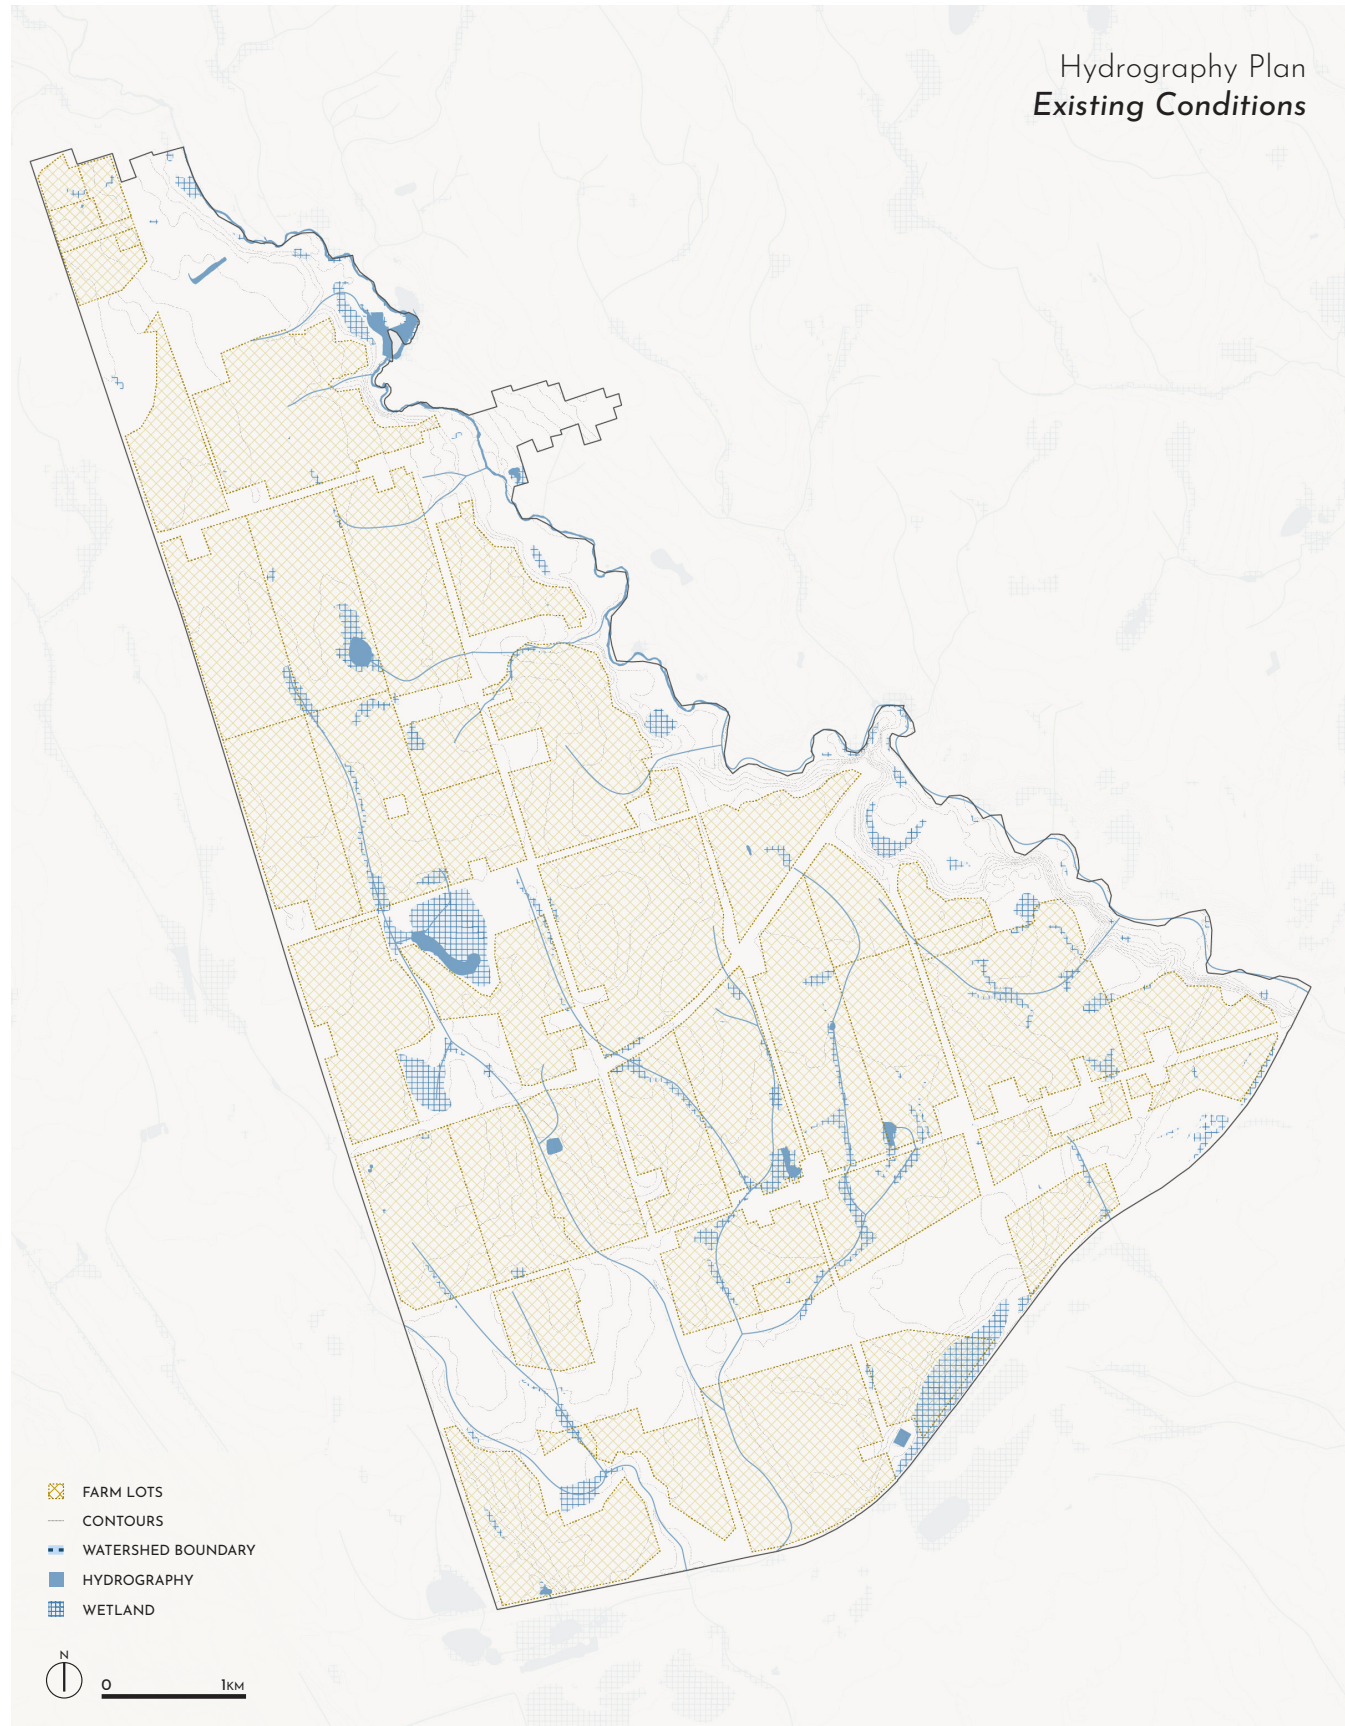 Hydrography Plan
Existing Conditions
FARM LOTS
CONTOURS
WATERSHED BOUNDARY
HYDROGRAPHY
WETLAND
N
0 1KM